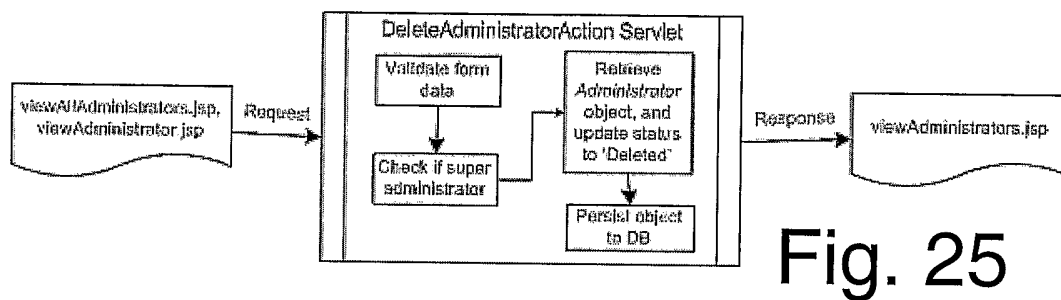 DeleteAdministratorAction Servlet
viewAllAdministrators.jsp,
viewAdministrator.jsp
Request
Validate form
data
Check if super
administrator
Retrieve
Administrator
object, and
update status
to 'Deleted'
Persist object
to DB
Response
viewAdministrators.jsp
Fig. 25